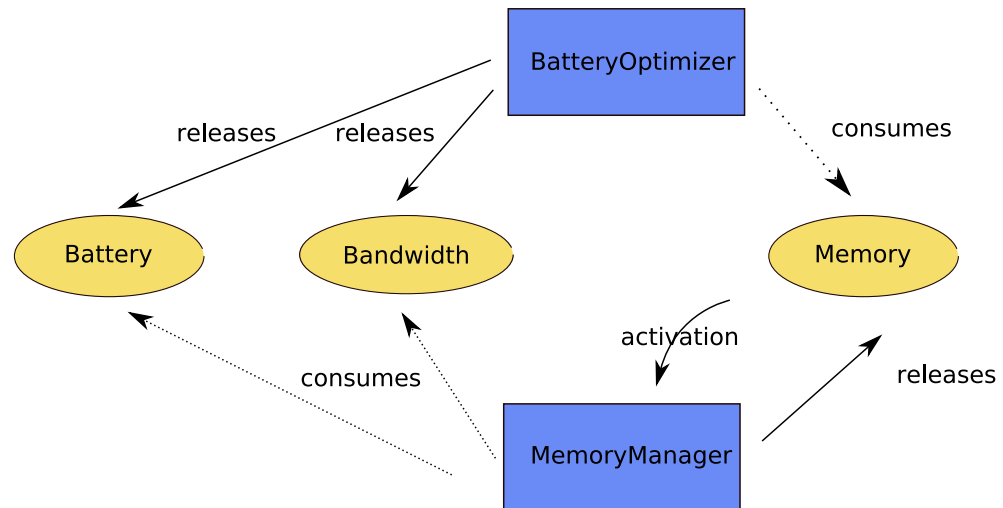 BatteryOptimizer
releases
releases
consumes
Battery
Bandwidth
Memory
activation
consumes
releases
MemoryManager